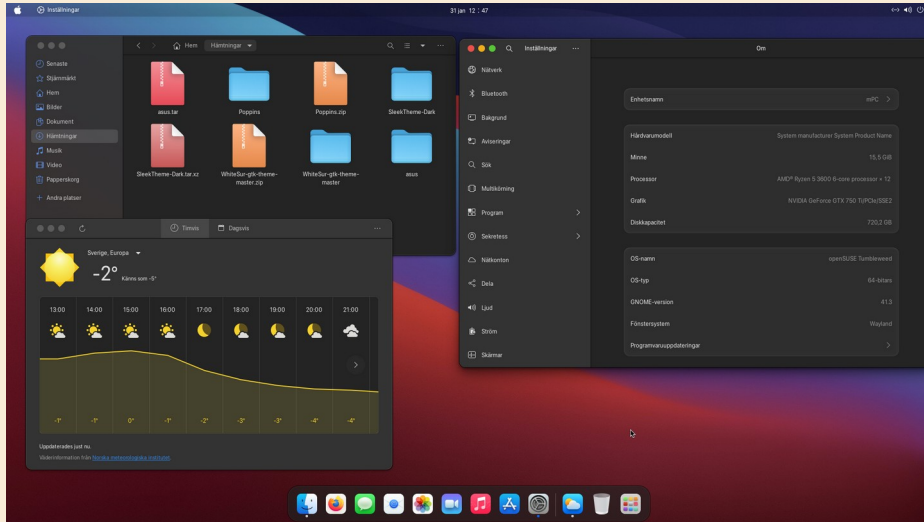 Inställningar
31 jan 12 : 47
Hem Hämtningar
Senaste
Stjärnmärkt
Hem
Bilder
Dokument
Hämtningar
Musik
Video
Papperskorg
Andra platser
asus.tar
Poppins
Poppins.zip
SleekTheme-Dark
SleekTheme-Dark.tar.xz
WhiteSur-gtk-theme-
master.zip
WhiteSur-gtk-theme-
master
asus
Timvis Dagsvis
Sverige, Europa
-2° Känns som -5°
13:00 14:00 15:00 16:00 17:00 18:00 19:00 20:00 21:00
-1° -1° 0° -1° -2° -3° -3° -4° -4°
Uppdaterades just nu.
Väderinformation från Norska meteorologiska institutet.
Inställningar
Om
Nätverk
Bluetooth
Bakgrund
Aviseringar
Sök
Multikörning
Program
Sekretess
Nätkonton
Dela
Ljud
Ström
Skärmar
Enhetsnamn mPC
Hårdvarumodell System manufacturer System Product Name
Minne 15,5 GiB
Processor AMD® Ryzen 5 3600 6-core processor × 12
Grafik NVIDIA GeForce GTX 750 Ti/PCIe/SSE2
Diskkapacitet 720,2 GB
OS-namn openSUSE Tumbleweed
OS-typ 64-bitars
GNOME-version 41.3
Fönstersystem Wayland
Programvaruuppdateringar